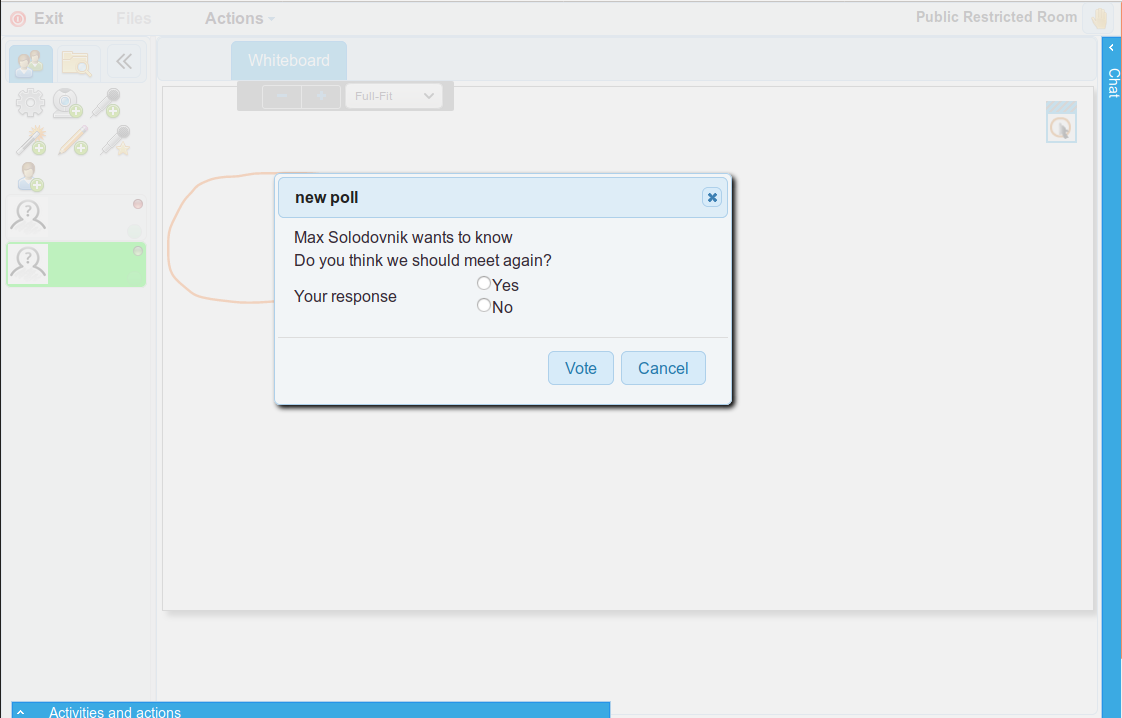 Exit
Files
Actions
Public Restricted Room
Whiteboard
Full-Fit
Chat
new poll
Max Solodovnik wants to know
Do you think we should meet again?
Your response
Yes
No
Vote
Cancel
Activities and actions